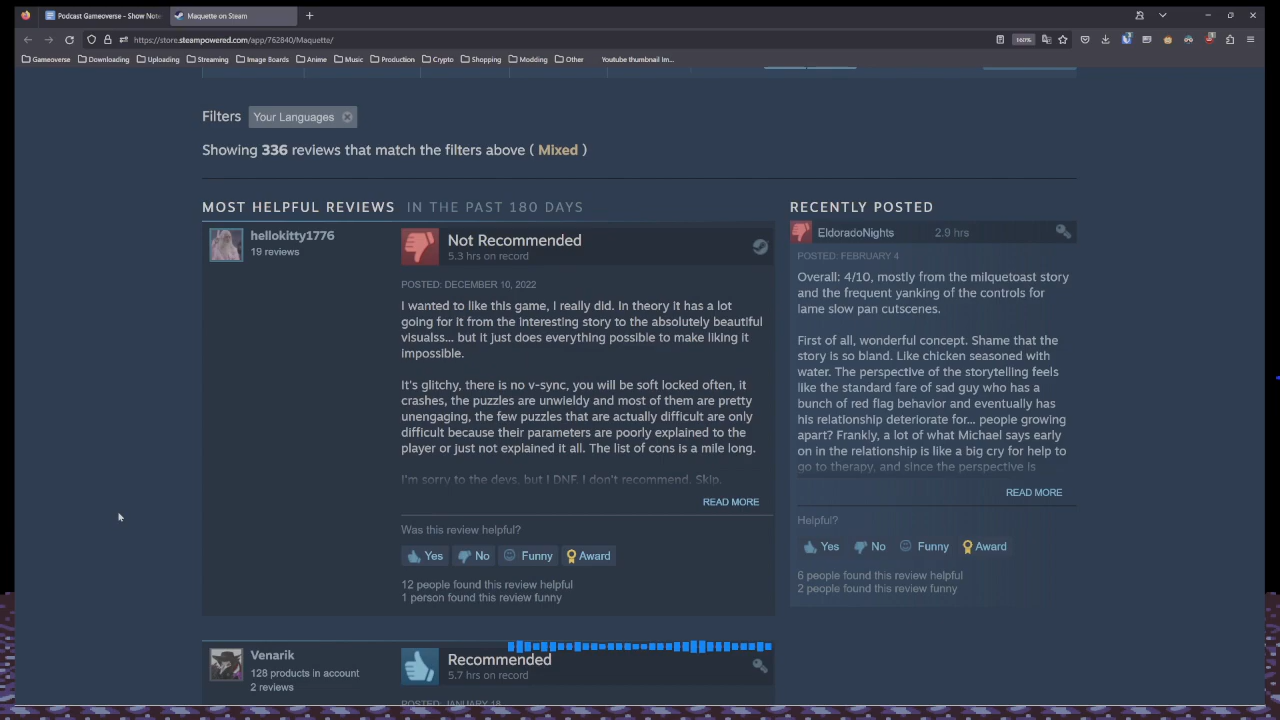 Podcast Gameoverse - Show Note
Maquette on Steam
https://store.steampowered.com/app/762840/Maquette/
160%
Gameoverse
Downloading
Uploading
Streaming
Image Boards
Anime
Music
Production
Crypto
Shopping
Modding
Other
Youtube thumbnail Im...
Filters
Your Languages
Showing 336 reviews that match the filters above ( Mixed )
MOST HELPFUL REVIEWS IN THE PAST 180 DAYS
hellokitty1776
19 reviews
Not Recommended
5.3 hrs on record
POSTED: DECEMBER 10, 2022
I wanted to like this game, I really did. In theory it has a lot
going for it from the interesting story to the absolutely beautiful
visualss... but it just does everything possible to make liking it
impossible.
It's glitchy, there is no v-sync, you will be soft locked often, it
crashes, the puzzles are unwieldy and most of them are pretty
unengaging, the few puzzles that are actually difficult are only
difficult because their parameters are poorly explained to the
player or just not explained it all. The list of cons is a mile long.
I'm sorry to the devs, but I DNF. I don't recommend. Skip.
READ MORE
Was this review helpful?
Yes
No
Funny
Award
12 people found this review helpful
1 person found this review funny
Venarik
128 products in account
2 reviews
Recommended
5.7 hrs on record
POSTED: JANUARY 18
RECENTLY POSTED
EldoradoNights
2.9 hrs
POSTED: FEBRUARY 4
Overall: 4/10, mostly from the milquetoast story
and the frequent yanking of the controls for
lame slow pan cutscenes.
First of all, wonderful concept. Shame that the
story is so bland. Like chicken seasoned with
water. The perspective of the storytelling feels
like the standard fare of sad guy who has a
bunch of red flag behavior and eventually has
his relationship deteriorate for... people growing
apart? Frankly, a lot of what Michael says early
on in the relationship is like a big cry for help to
go to therapy, and since the perspective is
READ MORE
Helpful?
Yes
No
Funny
Award
6 people found this review helpful
2 people found this review funny